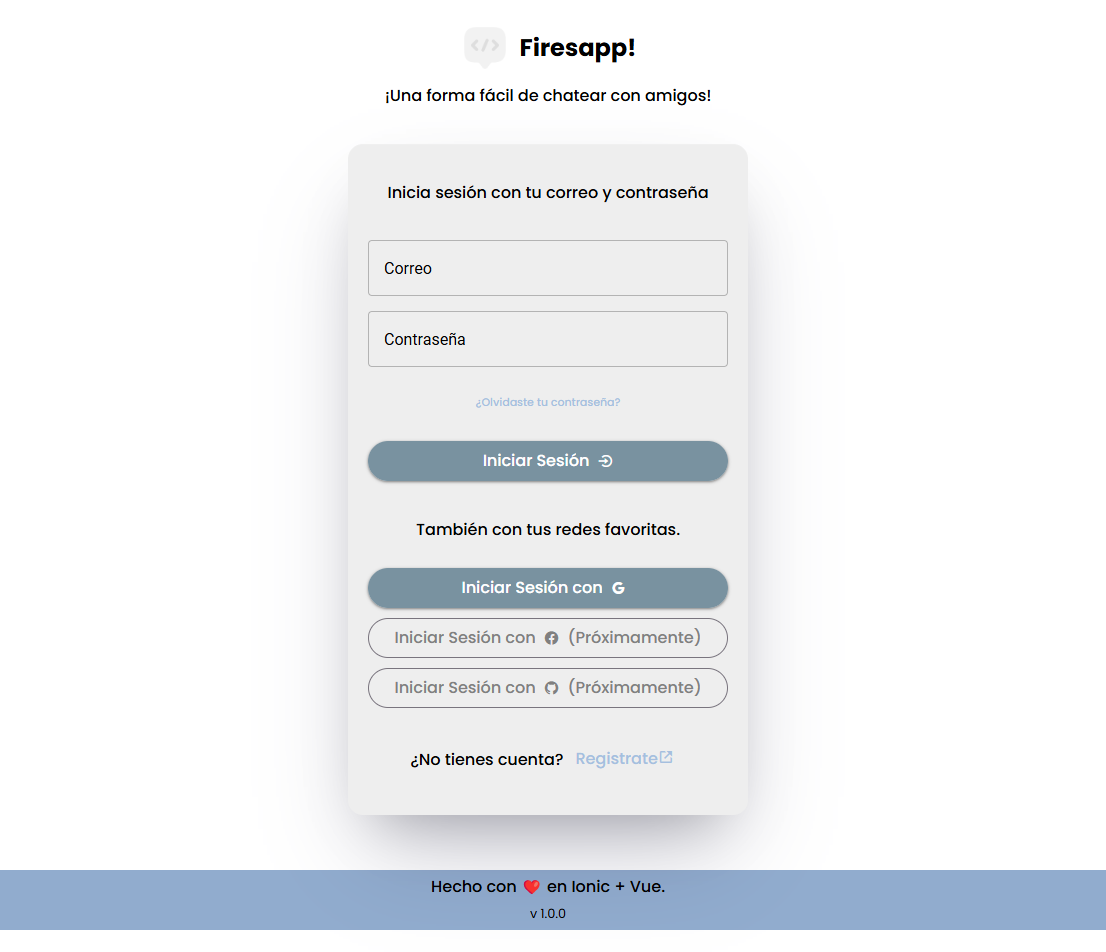 Firesapp!
¡Una forma fácil de chatear con amigos!
Inicia sesión con tu correo y contraseña
Correo
Contraseña
¿Olvidaste tu contraseña?
Iniciar Sesión
También con tus redes favoritas.
Iniciar Sesión con G
Iniciar Sesión con (Próximamente)
Iniciar Sesión con (Próximamente)
¿No tienes cuenta? Registrate
Hecho con ❤️ en Ionic + Vue.
v 1.0.0